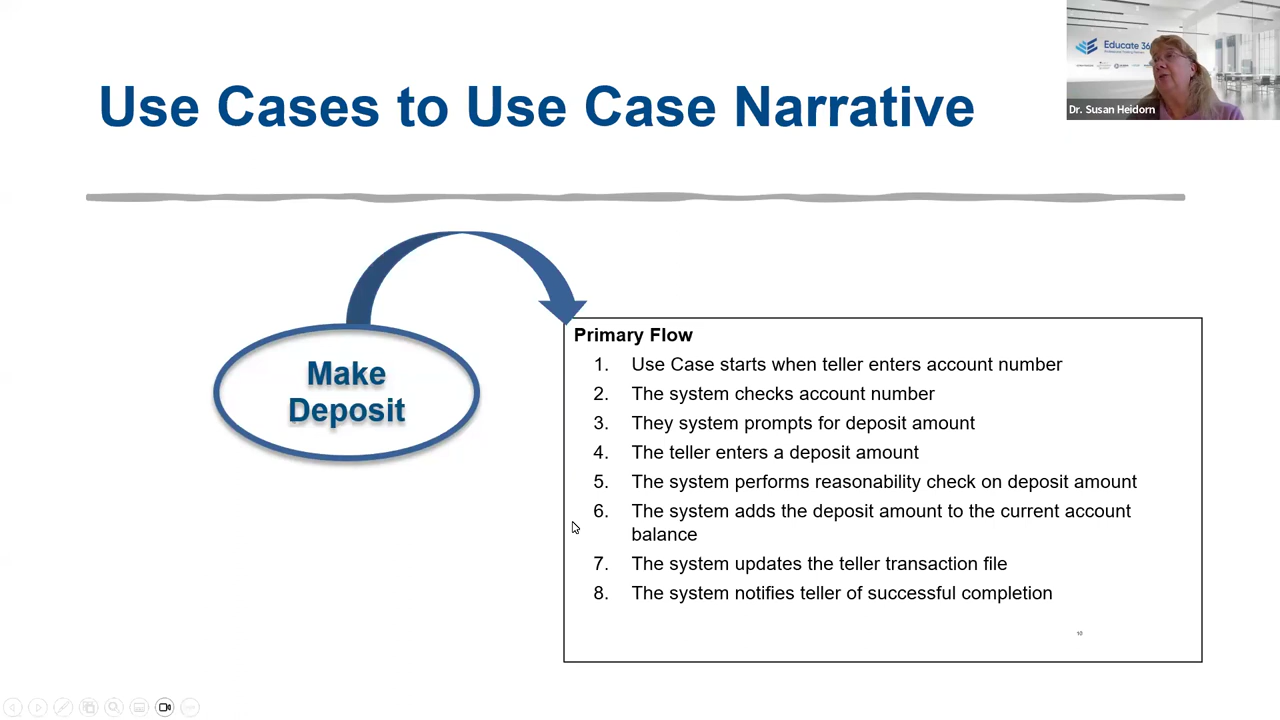 Educate 36
Dr. Susan Heidorn
Use Cases to Use Case Narrative
Make
Deposit
Primary Flow
1. Use Case starts when teller enters account number
2. The system checks account number
3. They system prompts for deposit amount
4. The teller enters a deposit amount
5. The system performs reasonability check on deposit amount
6. The system adds the deposit amount to the current account
balance
7. The system updates the teller transaction file
8. The system notifies teller of successful completion
10